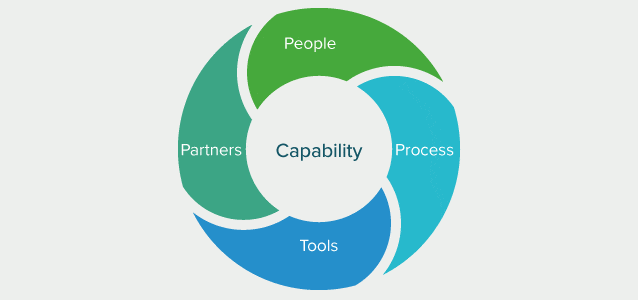 People
Partners
Capability
Process
Tools